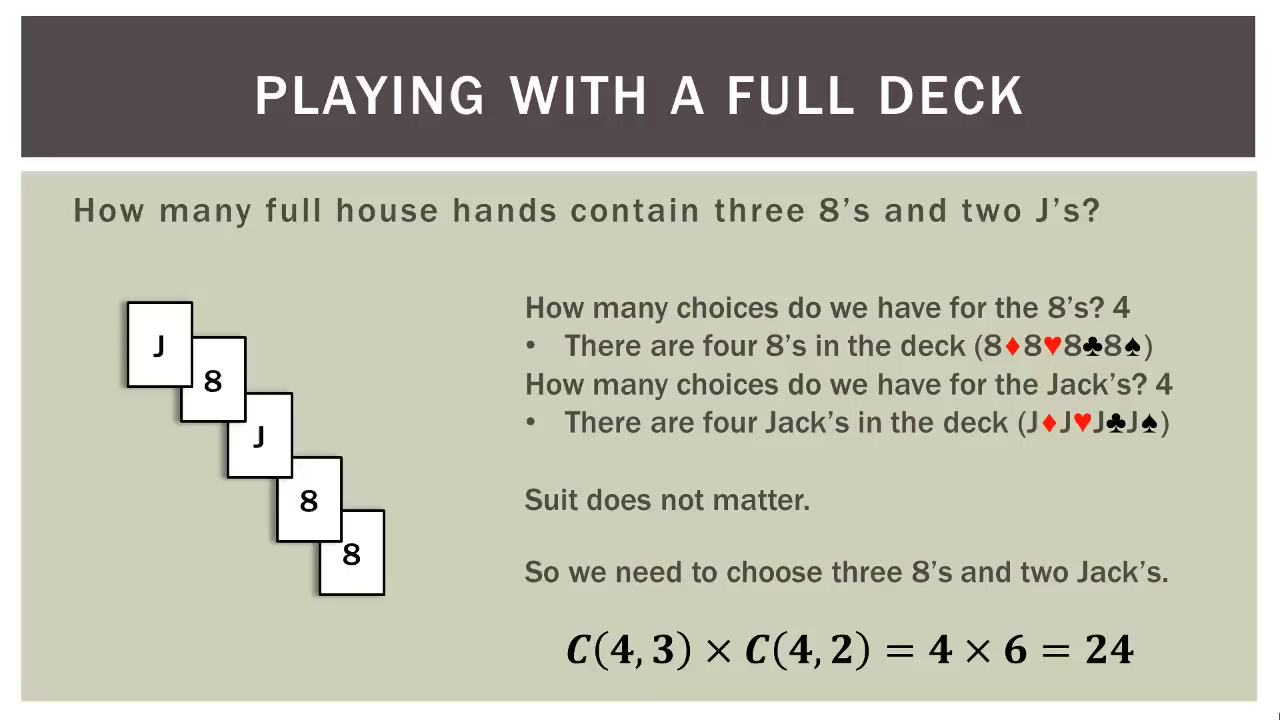 PLAYING WITH A FULL DECK
How many full house hands contain three 8’s and two J’s?
J
8
J
8
8
How many choices do we have for the 8’s? 4
• There are four 8’s in the deck (8♦8♥8♣8♠)
How many choices do we have for the Jack’s? 4
• There are four Jack’s in the deck (J♦J♥J♣J♠)
Suit does not matter.
So we need to choose three 8’s and two Jack’s.
C(4,3) × C(4,2) = 4 × 6 = 24